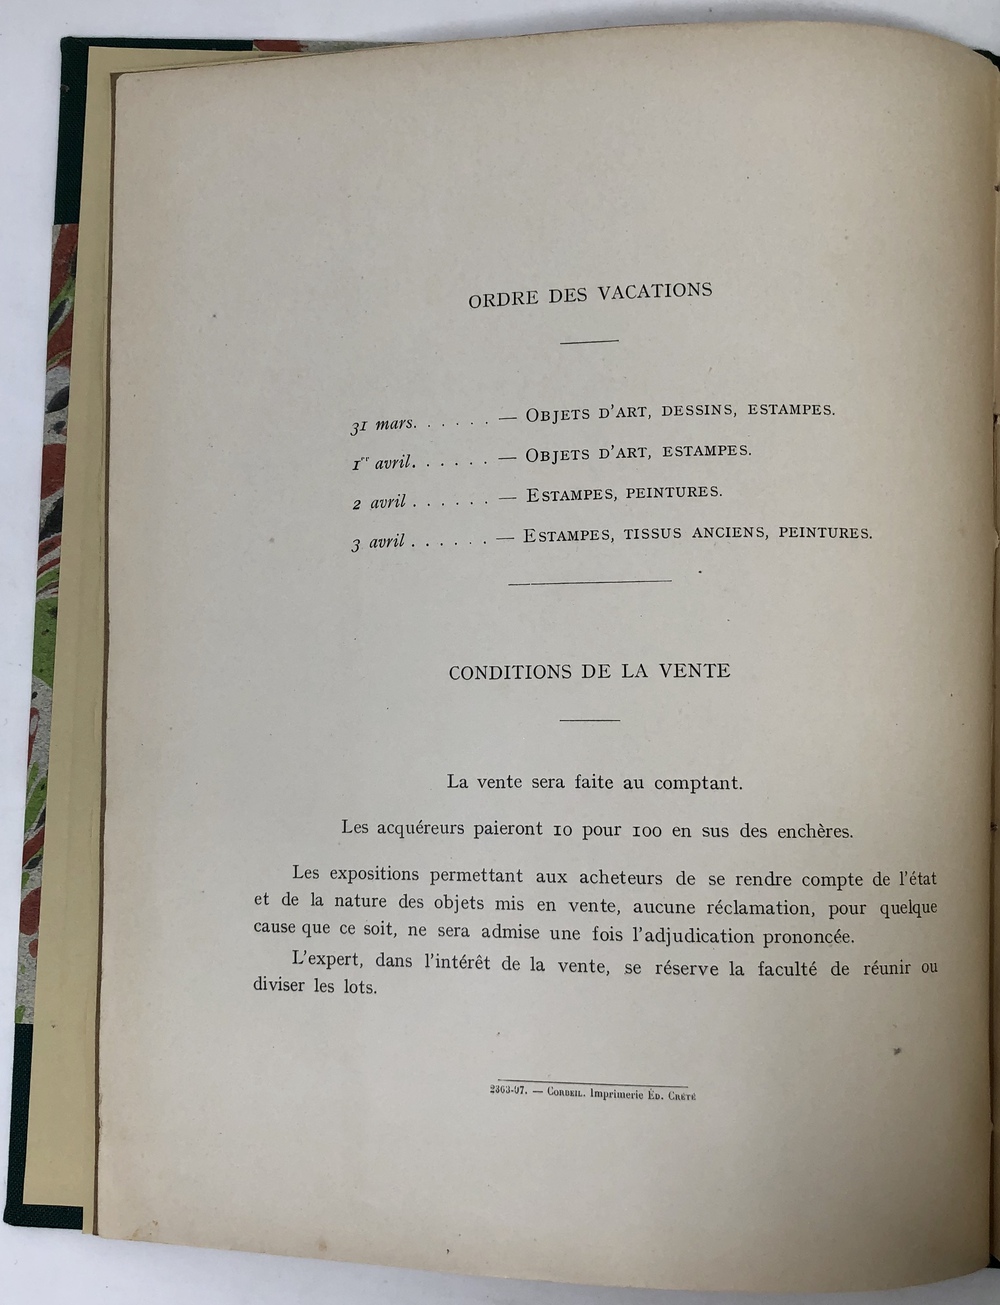 ORDRE DES VACATIONS
31 mars. . . . . . — OBJETS D'ART, DESSINS, ESTAMPES.
1er avril. . . . . . — OBJETS D'ART, ESTAMPES.
2 avril . . . . . . — ESTAMPES, PEINTURES.
3 avril . . . . . . — ESTAMPES, TISSUS ANCIENS, PEINTURES.
CONDITIONS DE LA VENTE
La vente sera faite au comptant.
Les acquéreurs paieront 10 pour 100 en sus des enchères.
Les expositions permettant aux acheteurs de se rendre compte de l'état
et de la nature des objets mis en vente, aucune réclamation, pour quelque
cause que ce soit, ne sera admise une fois l'adjudication prononcée.
L'expert, dans l'intérêt de la vente, se réserve la faculté de réunir ou
diviser les lots.
2363-97. — CORBEIL. Imprimerie ÉD. CRÉTÉ